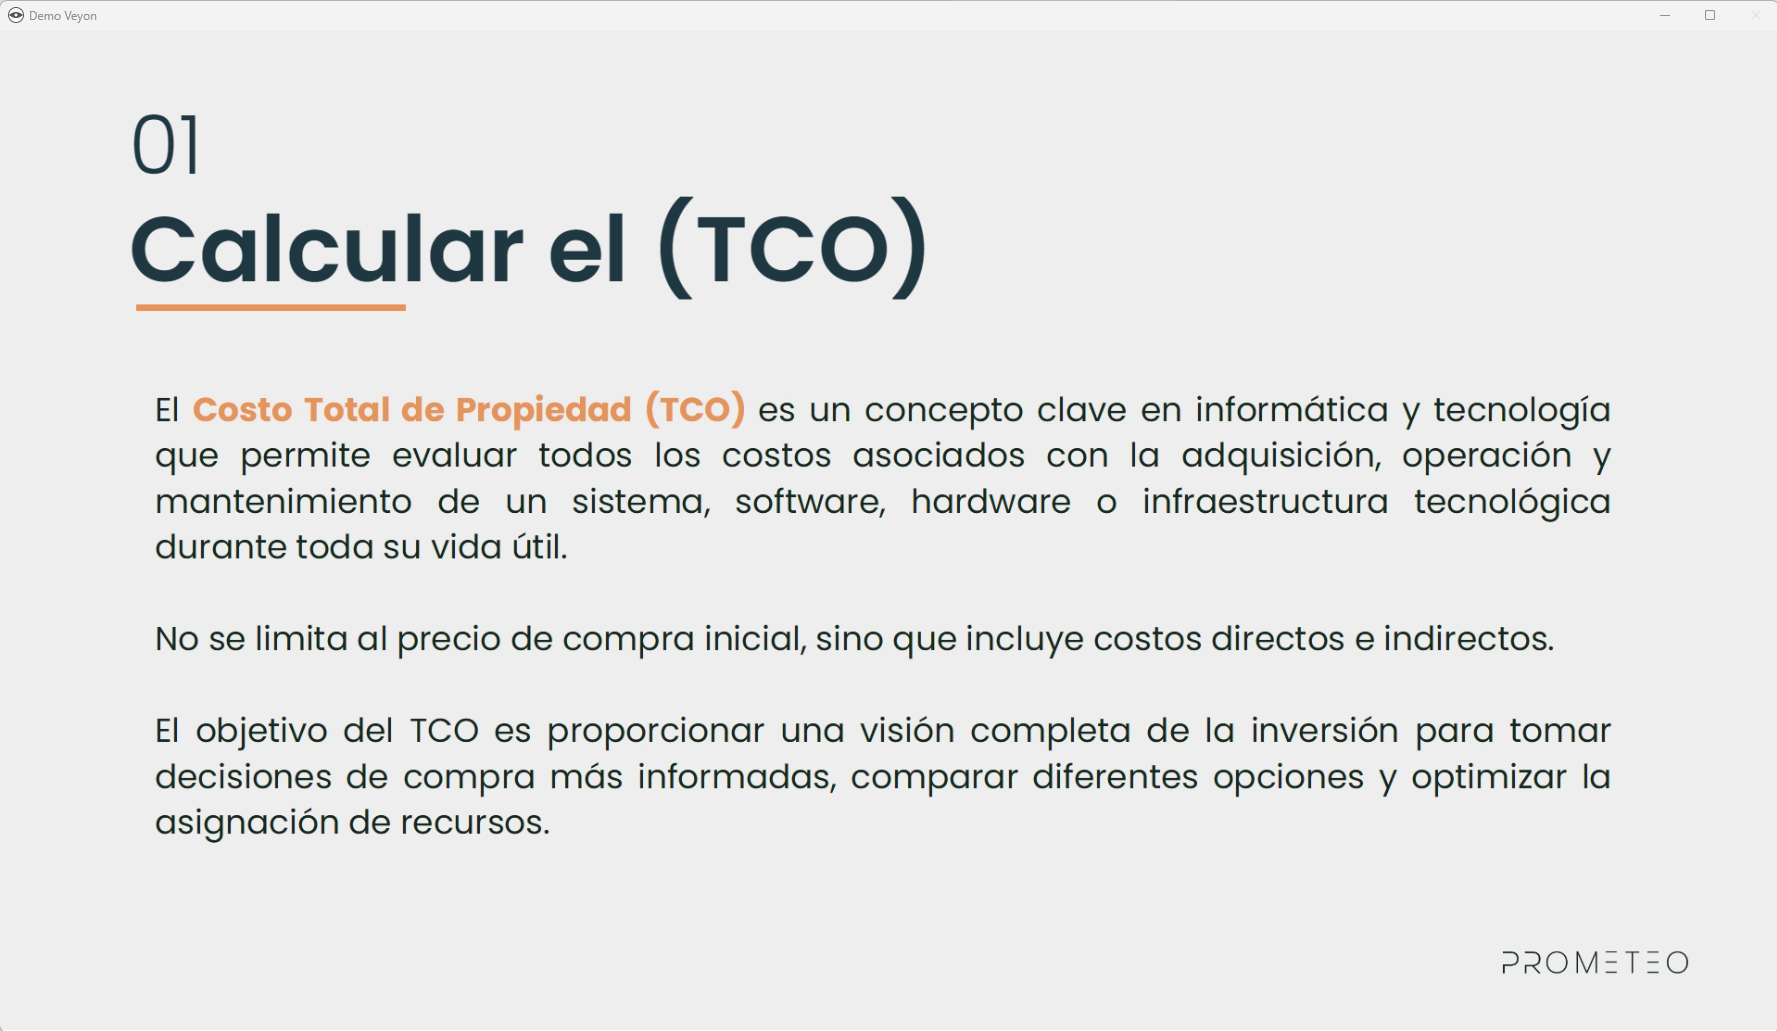 Demo Veyon
01
Calcular el (TCO)
El Costo Total de Propiedad (TCO) es un concepto clave en informática y tecnología
que permite evaluar todos los costos asociados con la adquisición, operación y
mantenimiento de un sistema, software, hardware o infraestructura tecnológica
durante toda su vida útil.
No se limita al precio de compra inicial, sino que incluye costos directos e indirectos.
El objetivo del TCO es proporcionar una visión completa de la inversión para tomar
decisiones de compra más informadas, comparar diferentes opciones y optimizar la
asignación de recursos.
PROMETEO